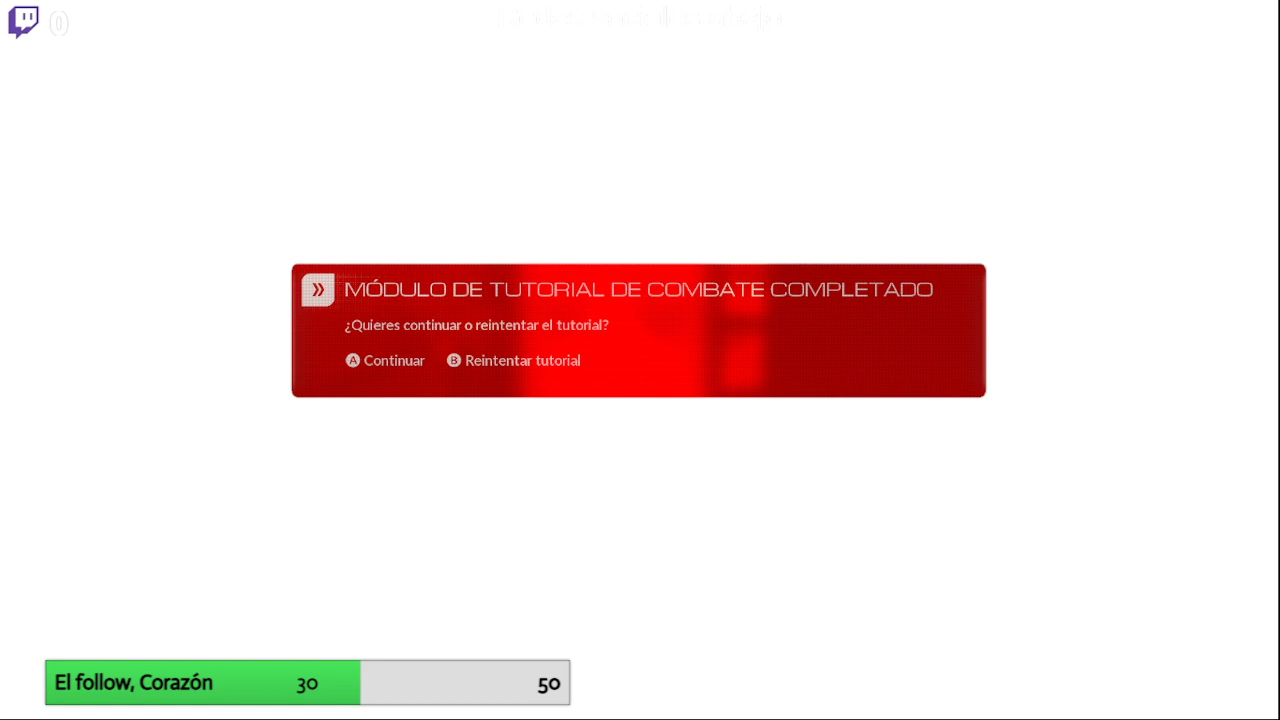 0
MÓDULO DE TUTORIAL DE COMBATE COMPLETADO
¿Quieres continuar o reintentar el tutorial?
A Continuar B Reintentar tutorial
El follow, Corazón 30 50